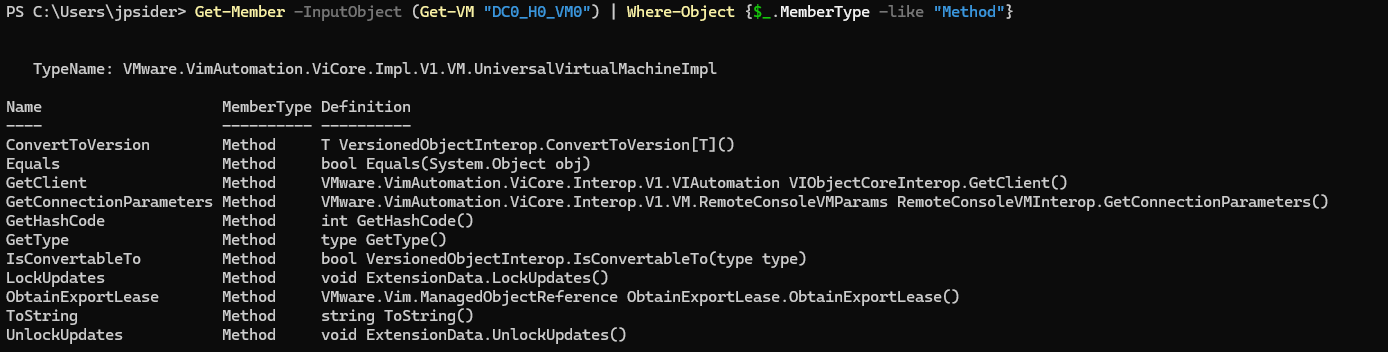 PS C:\Users\jpsider> Get-Member -InputObject (Get-VM "DC0_H0_VM0") | Where-Object {$_.MemberType -like "Method"}
TypeName: VMware.VimAutomation.ViCore.Impl.V1.VM.UniversalVirtualMachineImpl
Name MemberType Definition
---- ---------- ----------
ConvertToVersion Method T VersionedObjectInterop.ConvertToVersion[T]()
Equals Method bool Equals(System.Object obj)
GetClient Method VMware.VimAutomation.ViCore.Interop.V1.VIAutomation VIObjectCoreInterop.GetClient()
GetConnectionParameters Method VMware.VimAutomation.ViCore.Interop.V1.VM.RemoteConsoleVMParams RemoteConsoleVMInterop.GetConnectionParameters()
GetHashCode Method int GetHashCode()
GetType Method type GetType()
IsConvertableTo Method bool VersionedObjectInterop.IsConvertableTo(type type)
LockUpdates Method void ExtensionData.LockUpdates()
ObtainExportLease Method VMware.Vim.ManagedObjectReference ObtainExportLease.ObtainExportLease()
ToString Method string ToString()
UnlockUpdates Method void ExtensionData.UnlockUpdates()